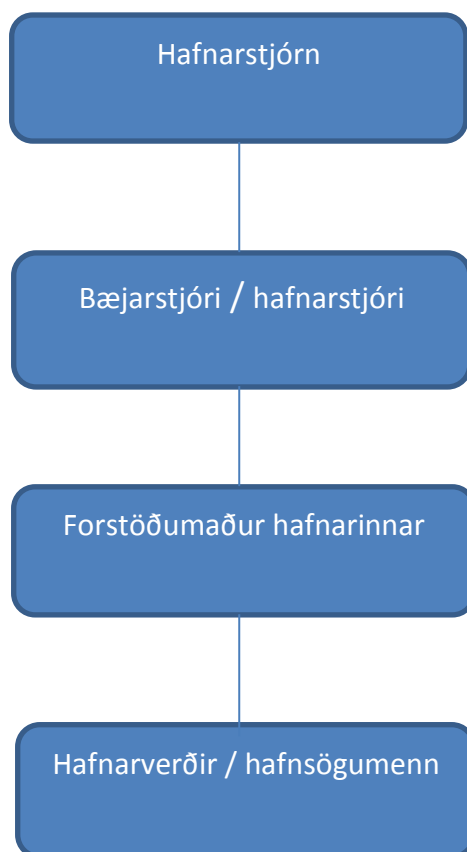 Hafnarstjórn
Bæjarstjóri / hafnarstjóri
Forstöðumaður hafnarinnar
Hafnarverðir / hafnsögumenn